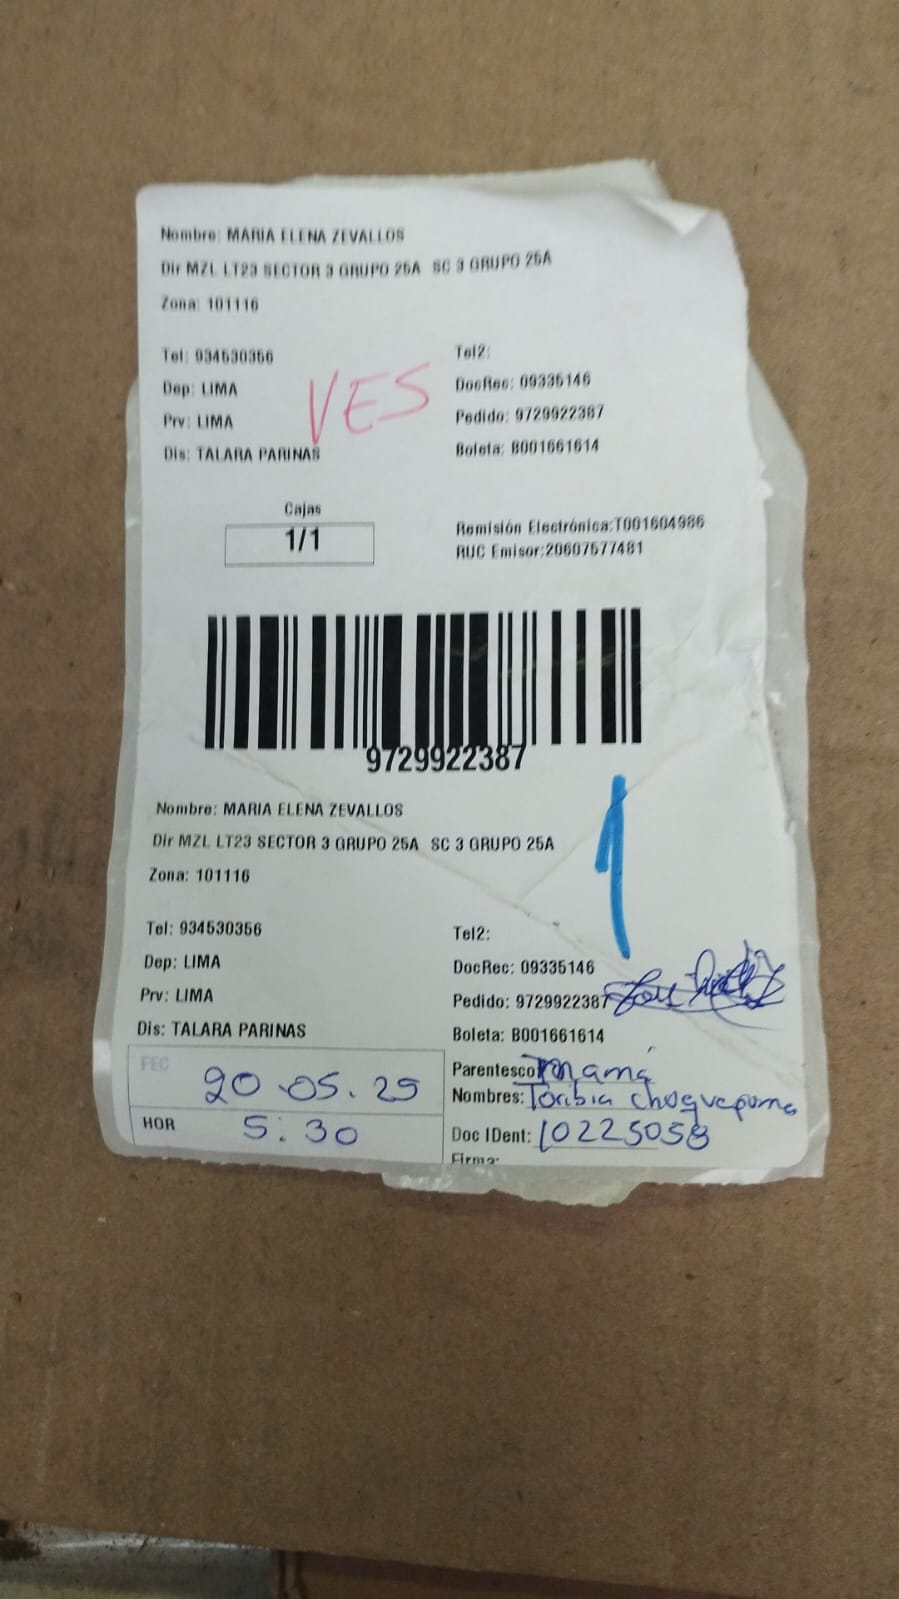 Nombre: MARIA ELENA ZEVALLOS
Dir MZL LT23 SECTOR 3 GRUPO 25A SC 3 GRUPO 25A
Zona: 101116
Tel: 934530356
Tel2:
Dep: LIMA
DocRec: 09335146
Prv: LIMA
Pedido: 9729922387
Dis: TALARA PARINAS
Boleta: B001661614
VES
Cajas
1/1
Remisión Electrónica:T001604986
RUC Emisor:20607577481
9729922387
1
Nombre: MARIA ELENA ZEVALLOS
Dir MZL LT23 SECTOR 3 GRUPO 25A SC 3 GRUPO 25A
Zona: 101116
Tel: 934530356
Tel2:
Dep: LIMA
DocRec: 09335146
Prv: LIMA
Pedido: 9729922387
Dis: TALARA PARINAS
Boleta: B001661614
FEC 20.05.25
Parentesco mamá
Nombres: Toribia choquepoma
HOR 5:30
Doc IDent: 10225058
Firma: